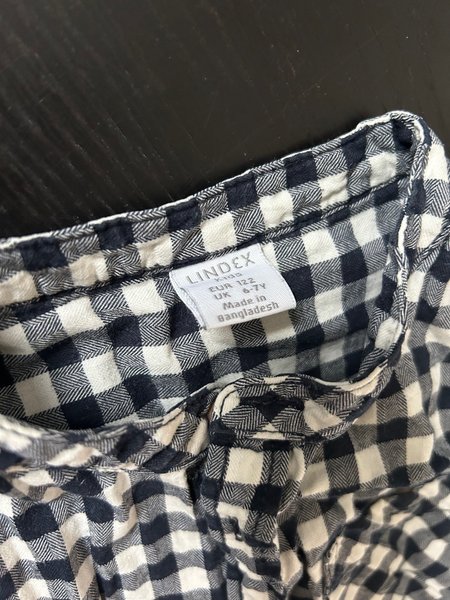 LINDEX
EUR 122
UK 6-7Y
Made in
Bangladesh